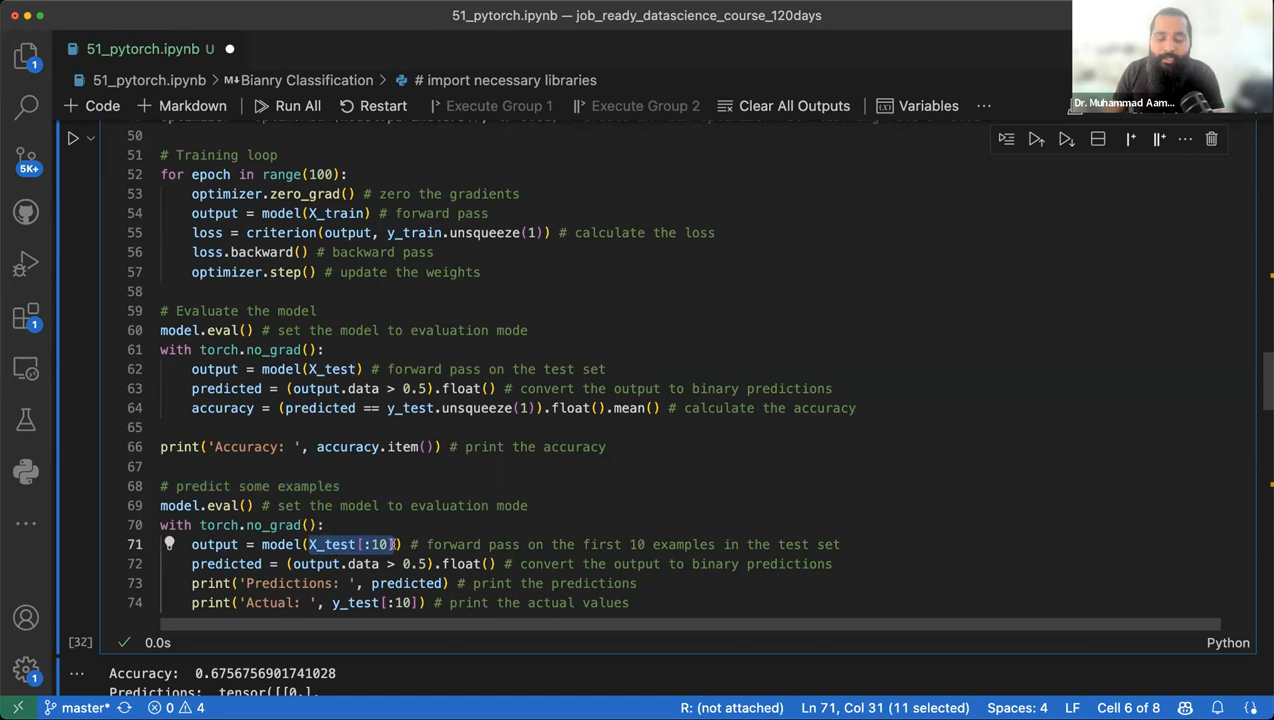 51_pytorch.ipynb — job_ready_datascience_course_120days
51_pytorch.ipynb U
51_pytorch.ipynb > M↓Bianry Classification > # import necessary libraries
+ Code + Markdown Run All Restart Execute Group 1 Execute Group 2 Clear All Outputs Variables ...
Dr. Muhammad Aam...
1
5K+
1
1
50
51 # Training loop
52 for epoch in range(100):
53 optimizer.zero_grad() # zero the gradients
54 output = model(X_train) # forward pass
55 loss = criterion(output, y_train.unsqueeze(1)) # calculate the loss
56 loss.backward() # backward pass
57 optimizer.step() # update the weights
58
59 # Evaluate the model
60 model.eval() # set the model to evaluation mode
61 with torch.no_grad():
62 output = model(X_test) # forward pass on the test set
63 predicted = (output.data > 0.5).float() # convert the output to binary predictions
64 accuracy = (predicted == y_test.unsqueeze(1)).float().mean() # calculate the accuracy
65
66 print('Accuracy: ', accuracy.item()) # print the accuracy
67
68 # predict some examples
69 model.eval() # set the model to evaluation mode
70 with torch.no_grad():
71 output = model(X_test[:10]) # forward pass on the first 10 examples in the test set
72 predicted = (output.data > 0.5).float() # convert the output to binary predictions
73 print('Predictions: ', predicted) # print the predictions
74 print('Actual: ', y_test[:10]) # print the actual values
[32] 0.0s Python
... Accuracy: 0.6756756901741028
Predictions: tensor([[0.],
master* 0 4 R: (not attached) Ln 71, Col 31 (11 selected) Spaces: 4 LF Cell 6 of 8